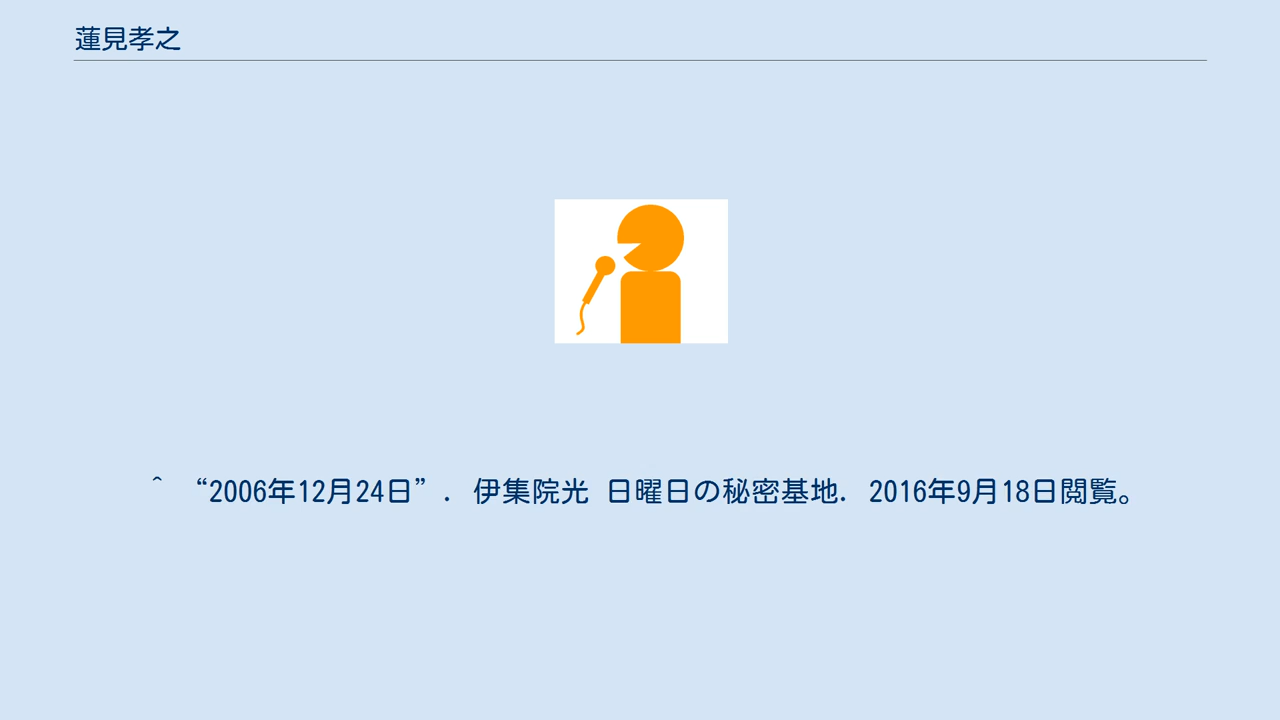 蓮見孝之
^ “2006年12月24日”. 伊集院光 日曜日の秘密基地. 2016年9月18日閲覧。